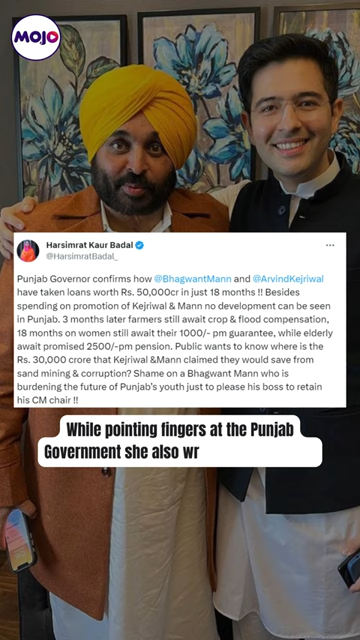 MOJO
Harsimrat Kaur Badal
@HarsimratBadal_
Punjab Governor confirms how @BhagwantMann and @ArvindKejriwal
have taken loans worth Rs. 50,000cr in just 18 months !! Besides
spending on promotion of Kejriwal & Mann no development can be seen
in Punjab. 3 months later farmers still await crop & flood compensation,
18 months on women still await their 1000/- pm guarantee, while elderly
await promised 2500/-pm pension. Public wants to know where is the
Rs. 30,000 crore that Kejriwal &Mann claimed they would save from
sand mining & corruption? Shame on a Bhagwant Mann who is
burdening the future of Punjab's youth just to please his boss to retain
his CM chair !!
While pointing fingers at the Punjab
Government she also wr